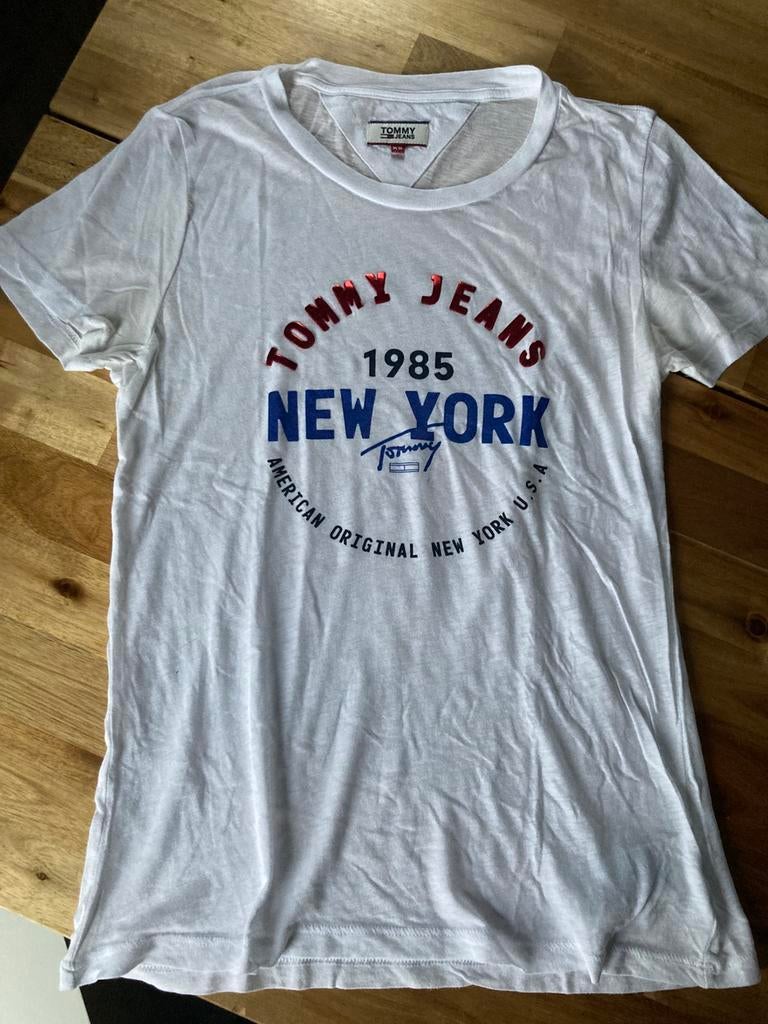 TOMMY
JEANS
TOMMY JEANS
1985
NEW YORK
Tommy
AMERICAN ORIGINAL NEW YORK U.S.A